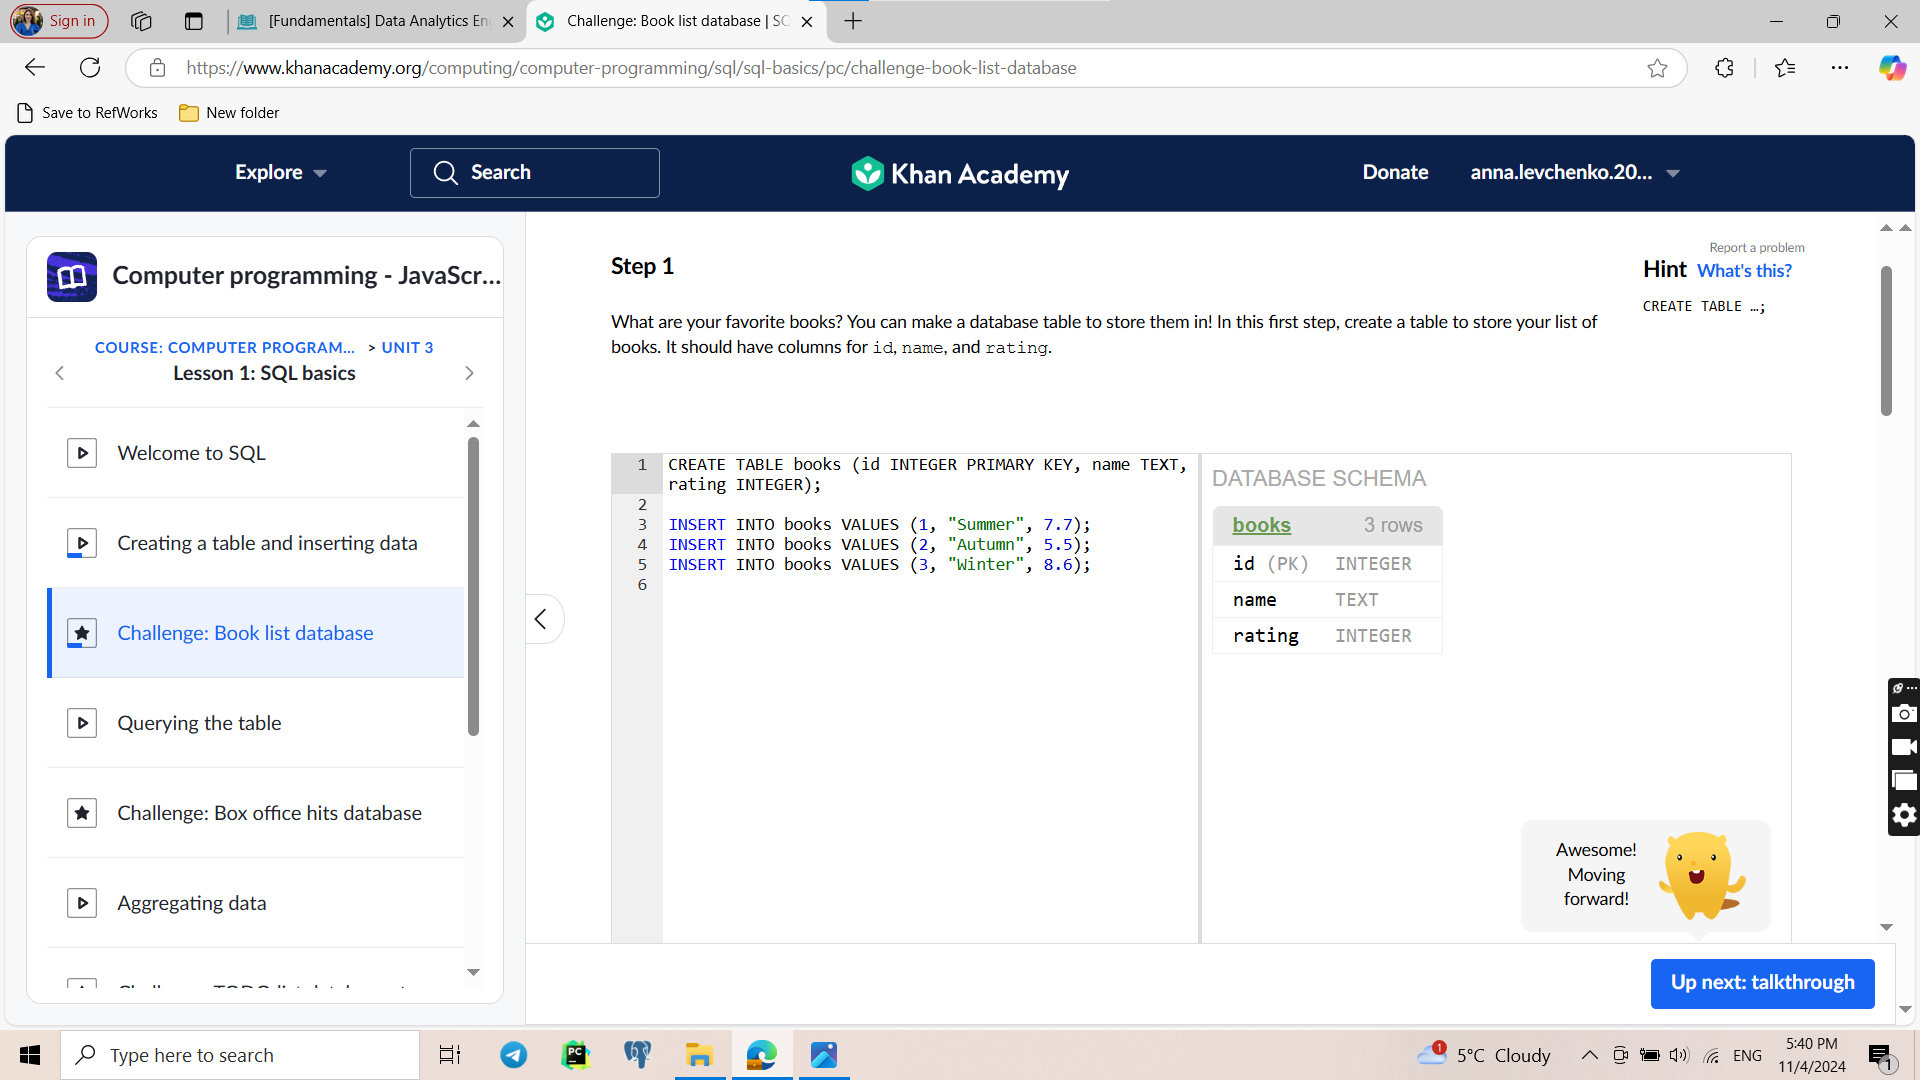 Sign in
[Fundamentals] Data Analytics En
Challenge: Book list database | SQ
https://www.khanacademy.org/computing/computer-programming/sql/sql-basics/pc/challenge-book-list-database
Save to RefWorks
New folder
Explore
Search
Khan Academy
Donate
anna.levchenko.20...
Computer programming - JavaScr...
COURSE: COMPUTER PROGRAM... > UNIT 3
Lesson 1: SQL basics
Welcome to SQL
Creating a table and inserting data
Challenge: Book list database
Querying the table
Challenge: Box office hits database
Aggregating data
Step 1
Report a problem
Hint What's this?
CREATE TABLE …;
What are your favorite books? You can make a database table to store them in! In this first step, create a table to store your list of
books. It should have columns for id, name, and rating.
1 CREATE TABLE books (id INTEGER PRIMARY KEY, name TEXT,
rating INTEGER);
2
3 INSERT INTO books VALUES (1, "Summer", 7.7);
4 INSERT INTO books VALUES (2, "Autumn", 5.5);
5 INSERT INTO books VALUES (3, "Winter", 8.6);
6
DATABASE SCHEMA
books 3 rows
id (PK) INTEGER
name TEXT
rating INTEGER
Awesome!
Moving
forward!
Up next: talkthrough
Type here to search
PC
1
5°C Cloudy
ENG
5:40 PM
11/4/2024
1